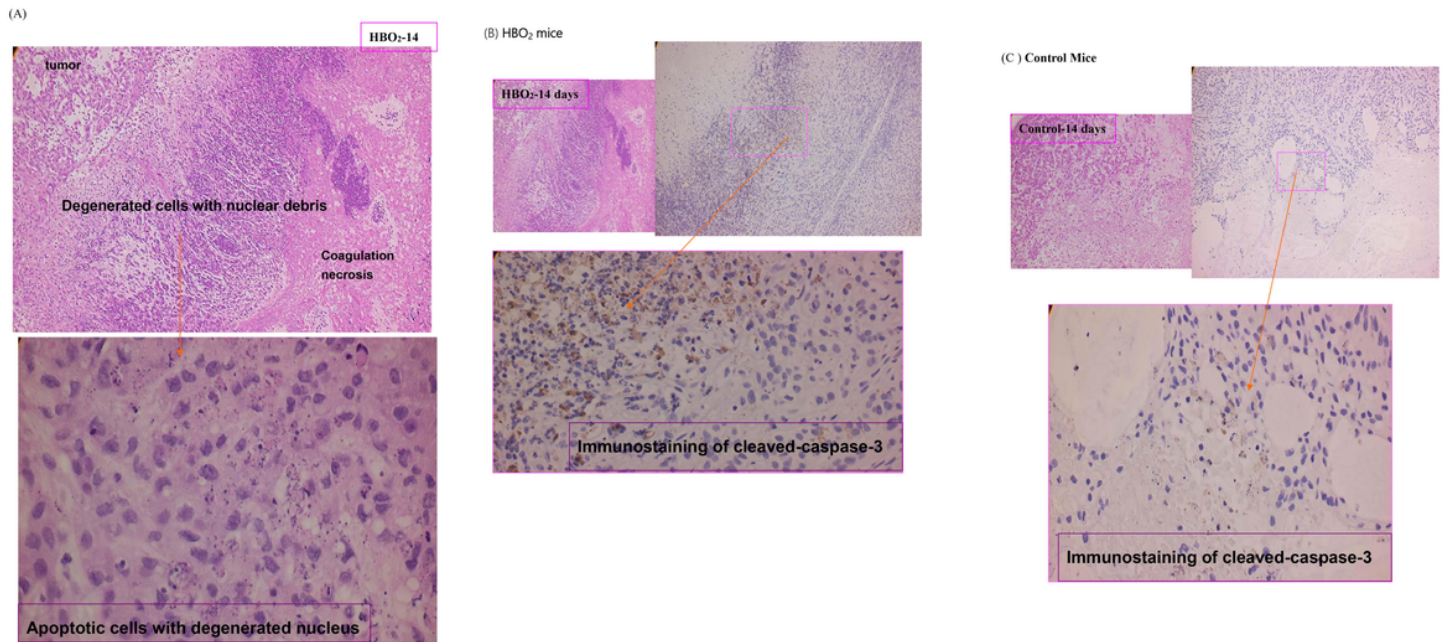 (A)
HBO₂-14
tumor
Degenerated cells with nuclear debris
Coagulation
necrosis
Apoptotic cells with degenerated nucleus
(B) HBO₂ mice
HBO₂-14 days
Immunostaining of cleaved-caspase-3
(C ) Control Mice
Control-14 days
Immunostaining of cleaved-caspase-3